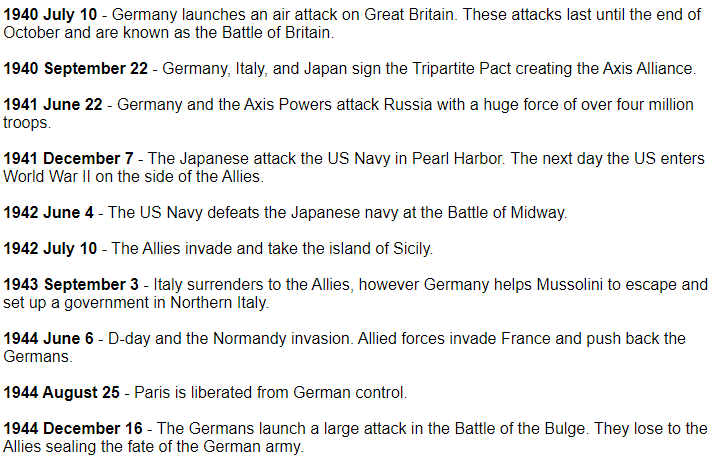 1940 July 10 - Germany launches an air attack on Great Britain. These attacks last until the end of
October and are known as the Battle of Britain.
1940 September 22 - Germany, Italy, and Japan sign the Tripartite Pact creating the Axis Alliance.
1941 June 22 - Germany and the Axis Powers attack Russia with a huge force of over four million
troops.
1941 December 7 - The Japanese attack the US Navy in Pearl Harbor. The next day the US enters
World War II on the side of the Allies.
1942 June 4 - The US Navy defeats the Japanese navy at the Battle of Midway.
1942 July 10 - The Allies invade and take the island of Sicily.
1943 September 3 - Italy surrenders to the Allies, however Germany helps Mussolini to escape and
set up a government in Northern Italy.
1944 June 6 - D-day and the Normandy invasion. Allied forces invade France and push back the
Germans.
1944 August 25 - Paris is liberated from German control.
1944 December 16 - The Germans launch a large attack in the Battle of the Bulge. They lose to the
Allies sealing the fate of the German army.